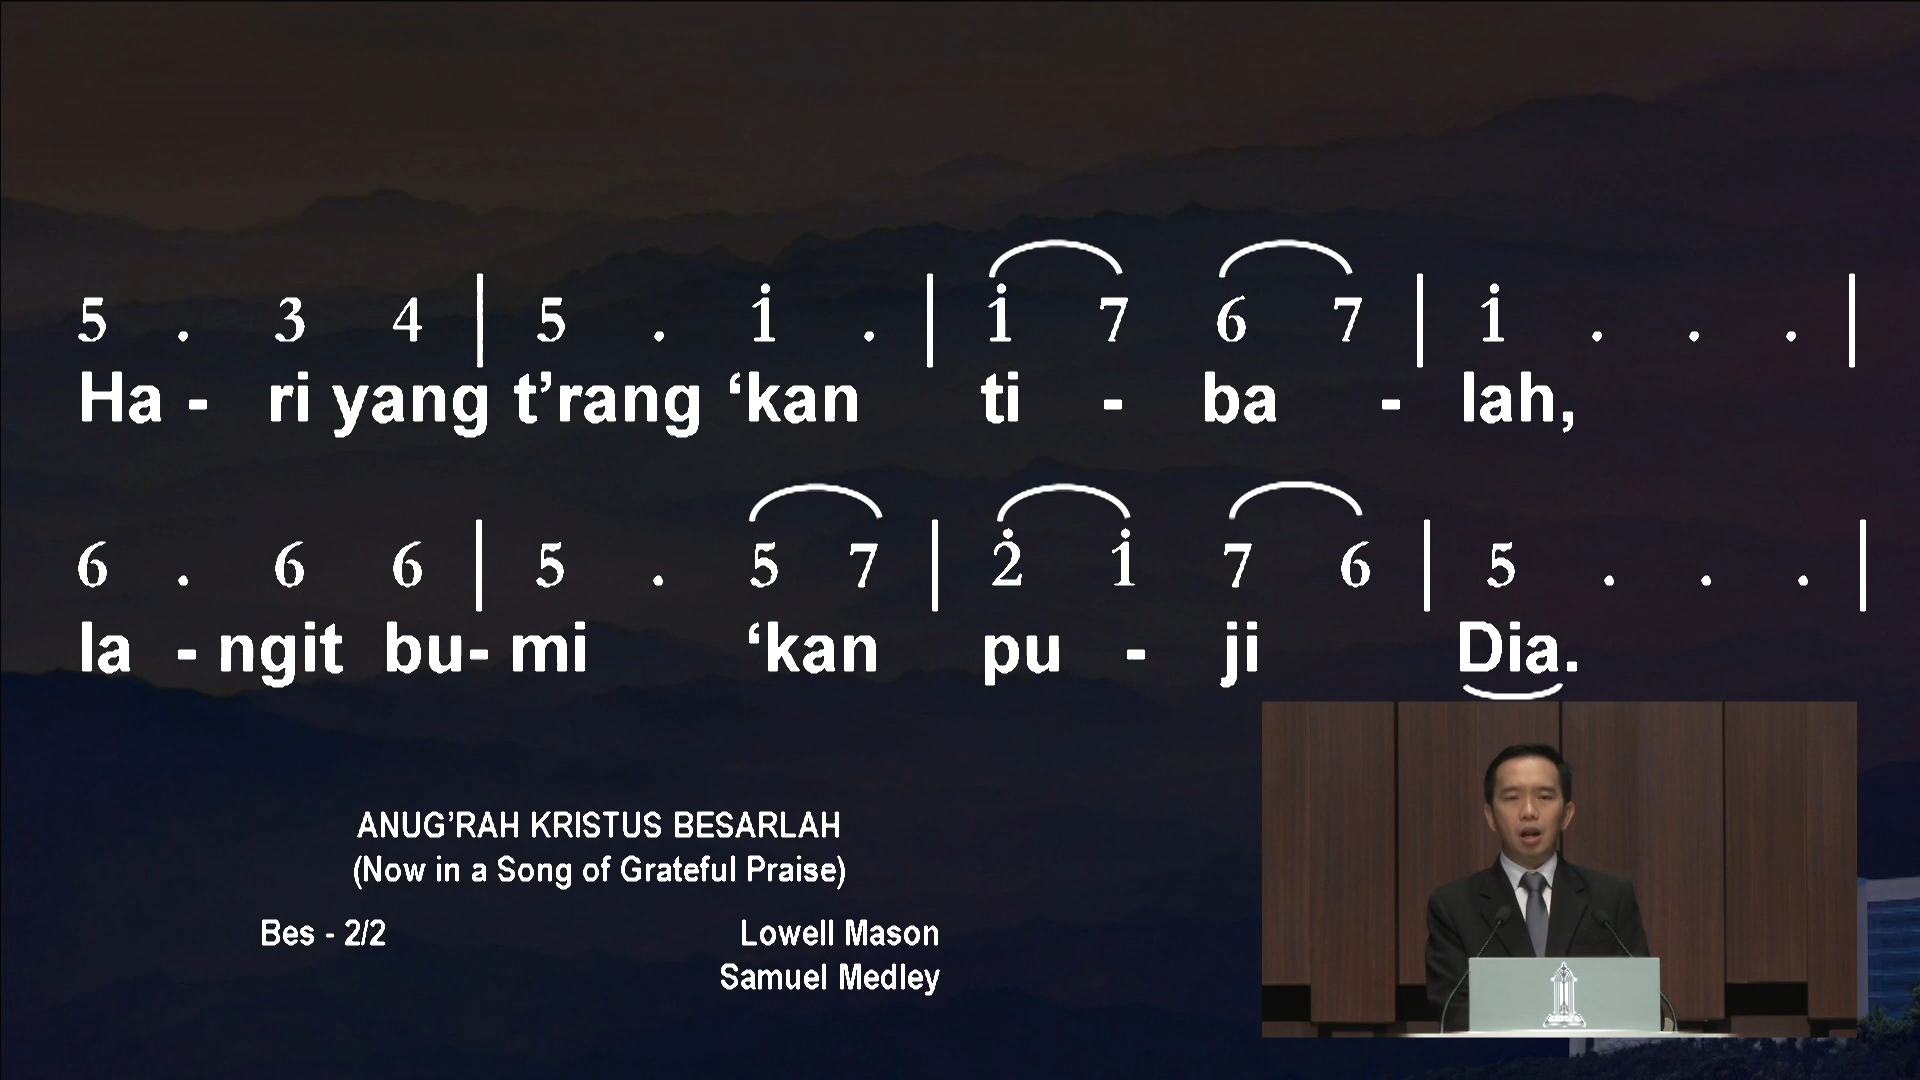 5 . 3 4 | 5 . i . | i 7 6 7 | i . . . |
Ha - ri yang t’rang ‘kan ti - ba - lah,
6 . 6 6 | 5 . 5 7 | 2̇ i 7 6 | 5 . . . |
la - ngit bu- mi ‘kan pu - ji Dia.
ANUG’RAH KRISTUS BESARLAH
(Now in a Song of Grateful Praise)
Bes - 2/2 Lowell Mason
Samuel Medley